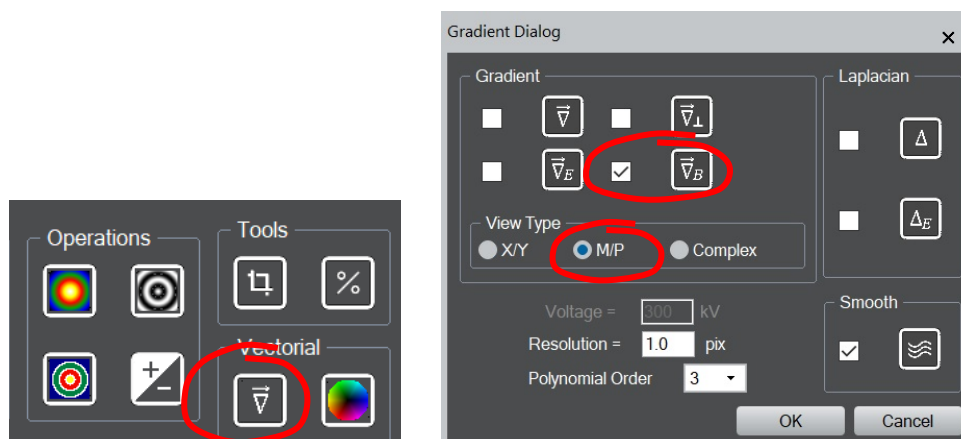 Operations
Tools
%
+
−
Vectorial
∇⃗
Gradient Dialog
×
Gradient
∇⃗
∇⃗⊥
∇⃗E
∇⃗B
View Type
X/Y
M/P
Complex
Voltage = 300 kV
Resolution = 1.0 pix
Polynomial Order 3
Laplacian
Δ
ΔE
Smooth
OK
Cancel